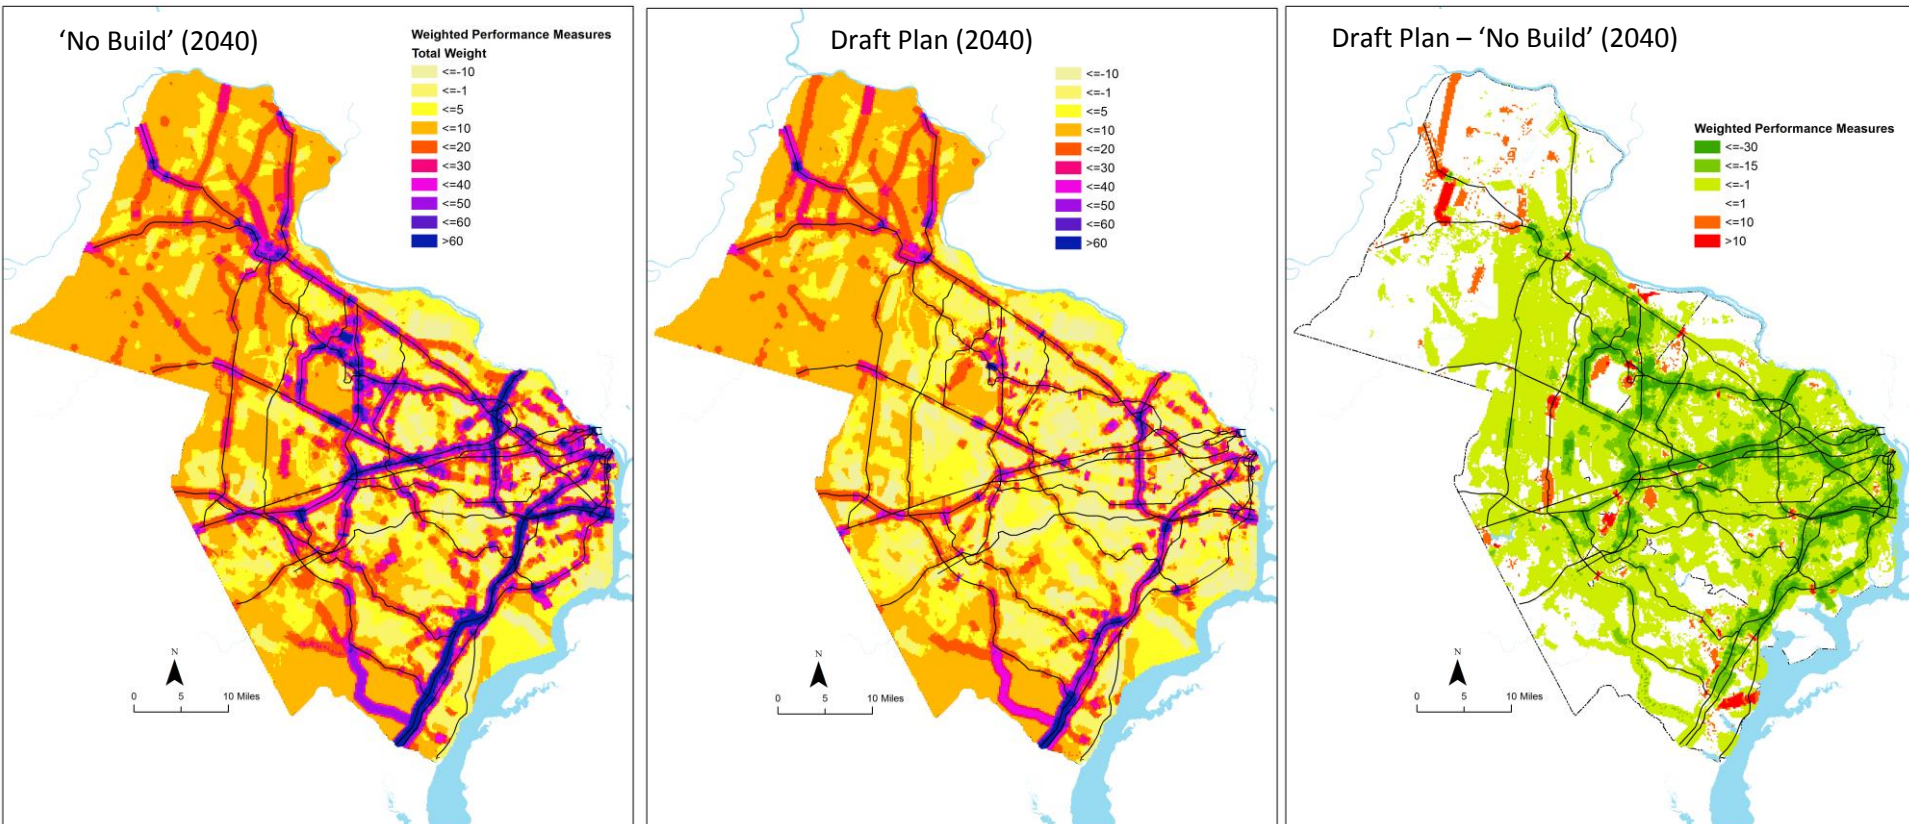 ‘No Build’ (2040)
Weighted Performance Measures
Total Weight
<=-10
<=-1
<=5
<=10
<=20
<=30
<=40
<=50
<=60
>60
N
0 5 10 Miles
Draft Plan (2040)
<=-10
<=-1
<=5
<=10
<=20
<=30
<=40
<=50
<=60
>60
N
0 5 10 Miles
Draft Plan – ‘No Build’ (2040)
Weighted Performance Measures
<=-30
<=-15
<=-1
<=1
<=10
>10
N
0 5 10 Miles